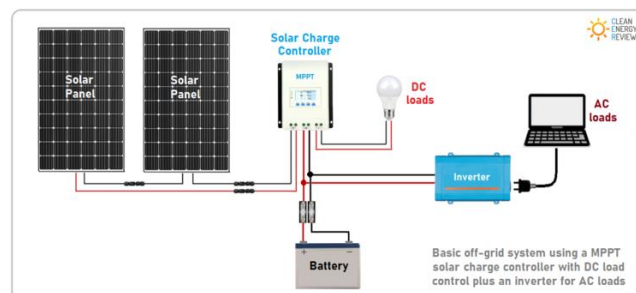 CLEAN
ENERGY
REVIEWS
Solar Charge
Controller
MPPT
Solar
Panel
Solar
Panel
DC
loads
AC
loads
Inverter
+ −
Battery
Basic off-grid system using a MPPT
solar charge controller with DC load
control plus an inverter for AC loads